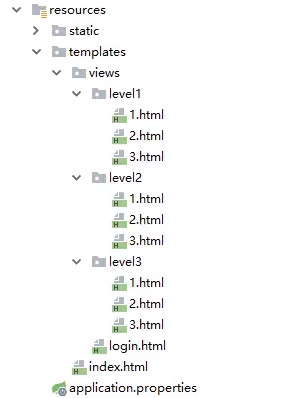 resources
static
templates
views
level1
1.html
2.html
3.html
level2
1.html
2.html
3.html
level3
1.html
2.html
3.html
login.html
index.html
application.properties